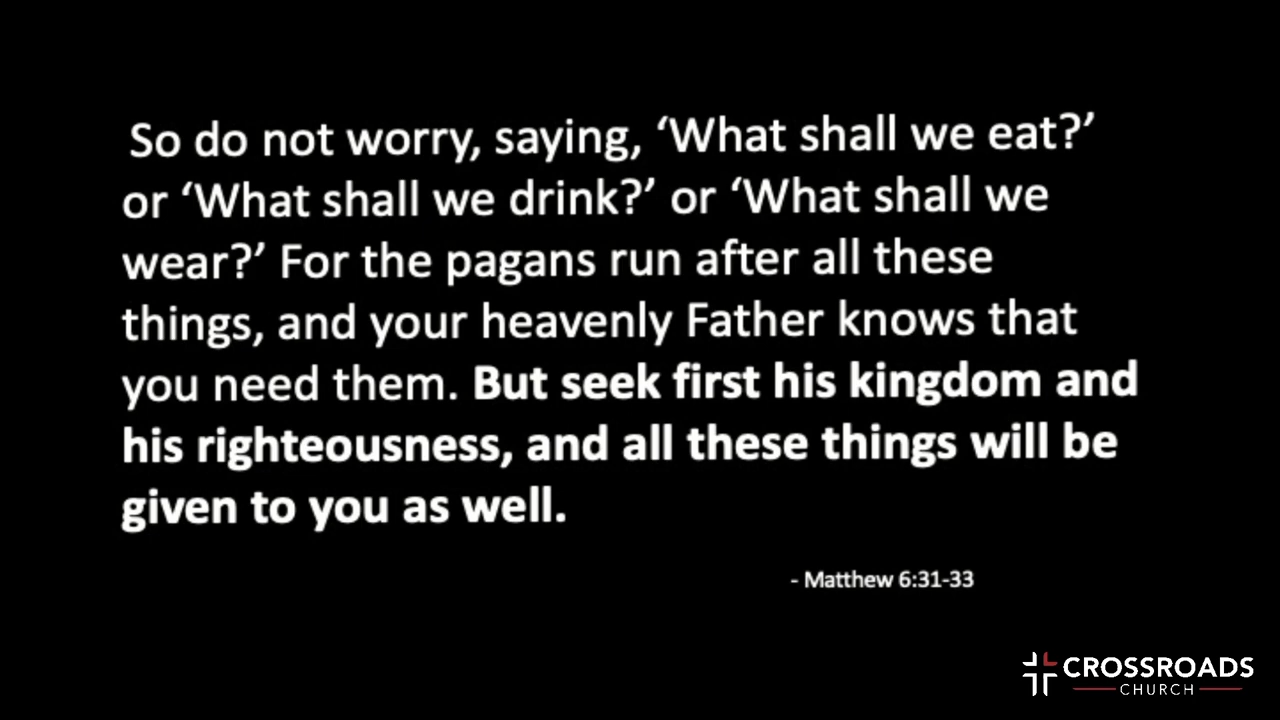 So do not worry, saying, ‘What shall we eat?’
or ‘What shall we drink?’ or ‘What shall we
wear?’ For the pagans run after all these
things, and your heavenly Father knows that
you need them. But seek first his kingdom and
his righteousness, and all these things will be
given to you as well.
- Matthew 6:31-33
CROSSROADS
CHURCH